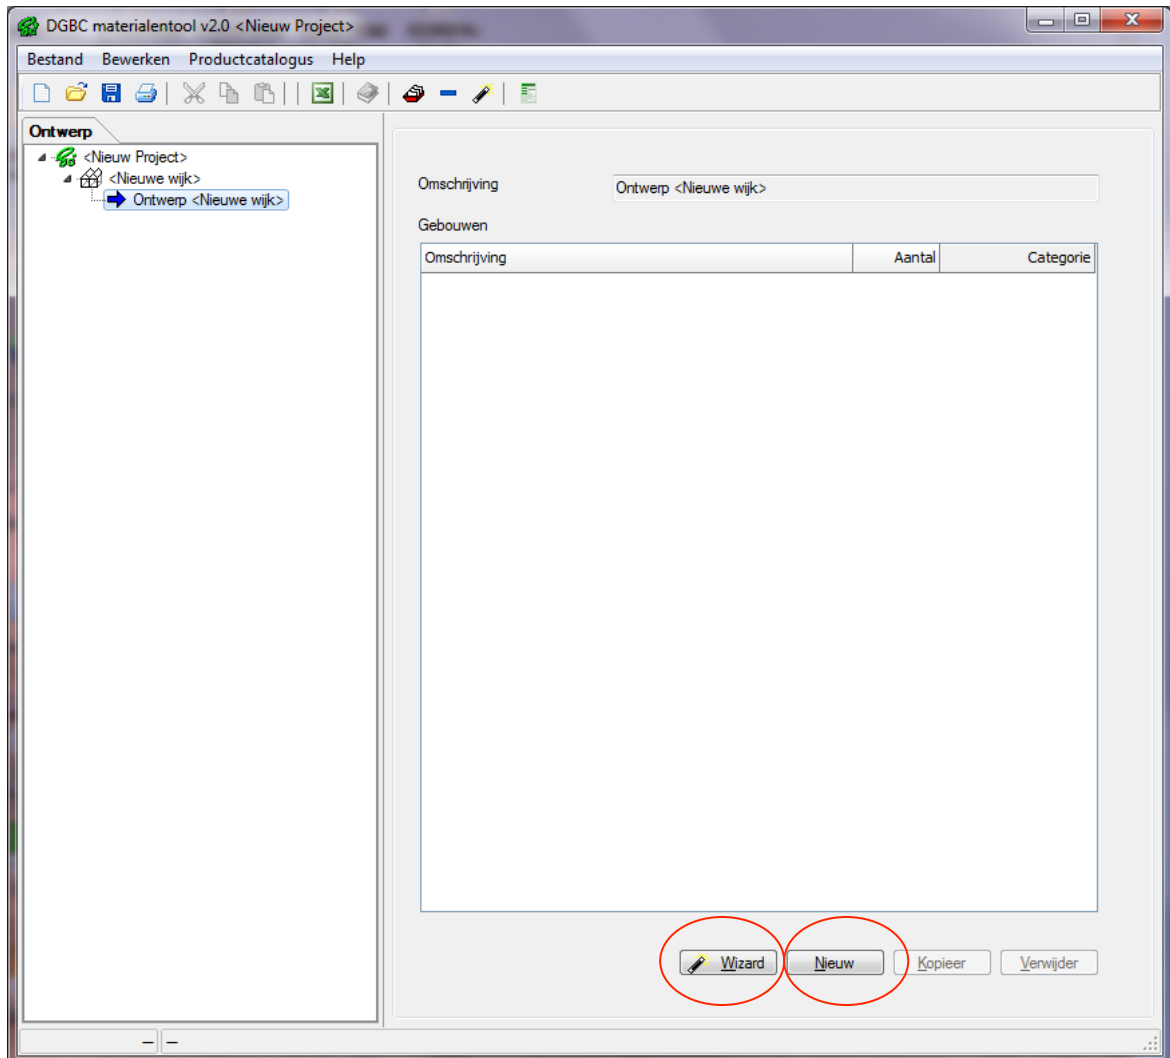 DGBC materialentool v2.0 <Nieuw Project>
Bestand Bewerken Productcatalogus Help
Ontwerp
<Nieuw Project>
<Nieuwe wijk>
Ontwerp <Nieuwe wijk>
Omschrijving Ontwerp <Nieuwe wijk>
Gebouwen
Omschrijving Aantal Categorie
Wizard Nieuw Kopieer Verwijder